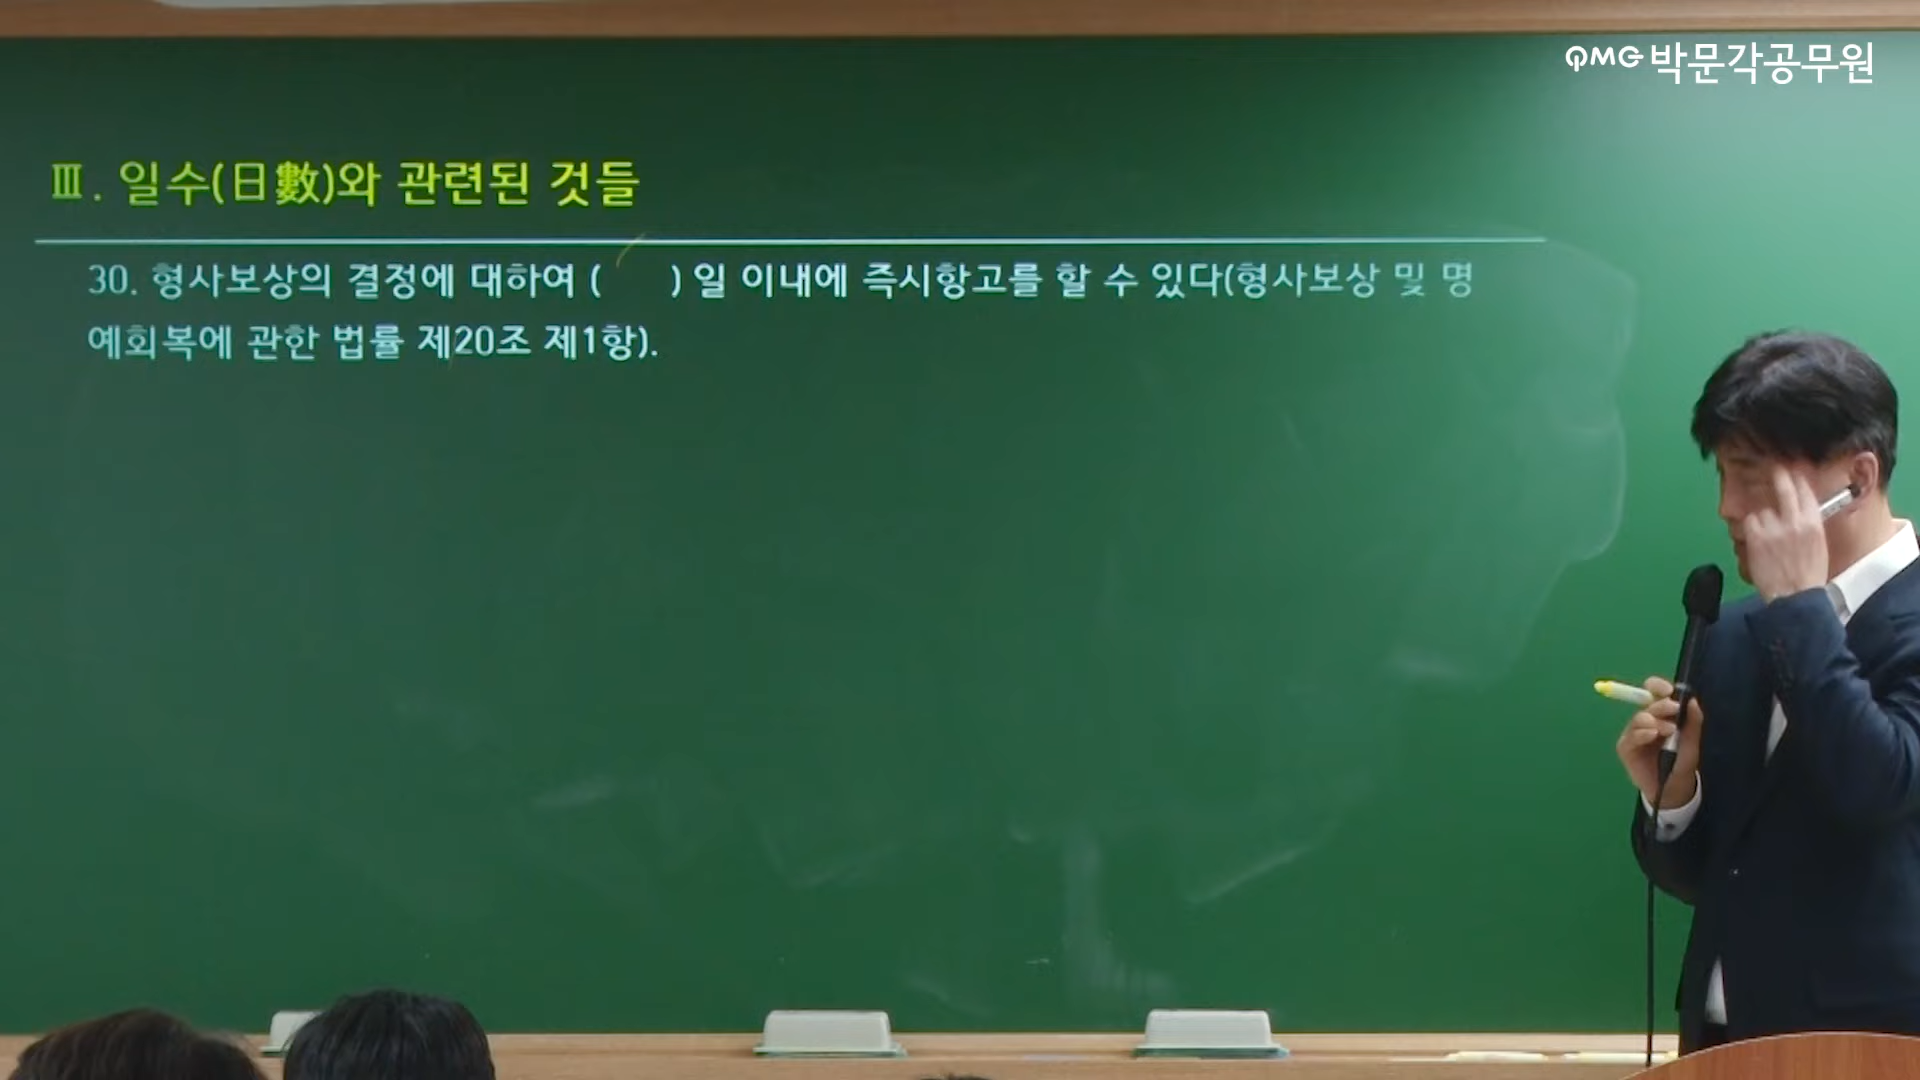 PMG 박문각공무원
Ⅲ. 일수(日數)와 관련된 것들
30. 형사보상의 결정에 대하여 (    ) 일 이내에 즉시항고를 할 수 있다(형사보상 및 명
예회복에 관한 법률 제20조 제1항).